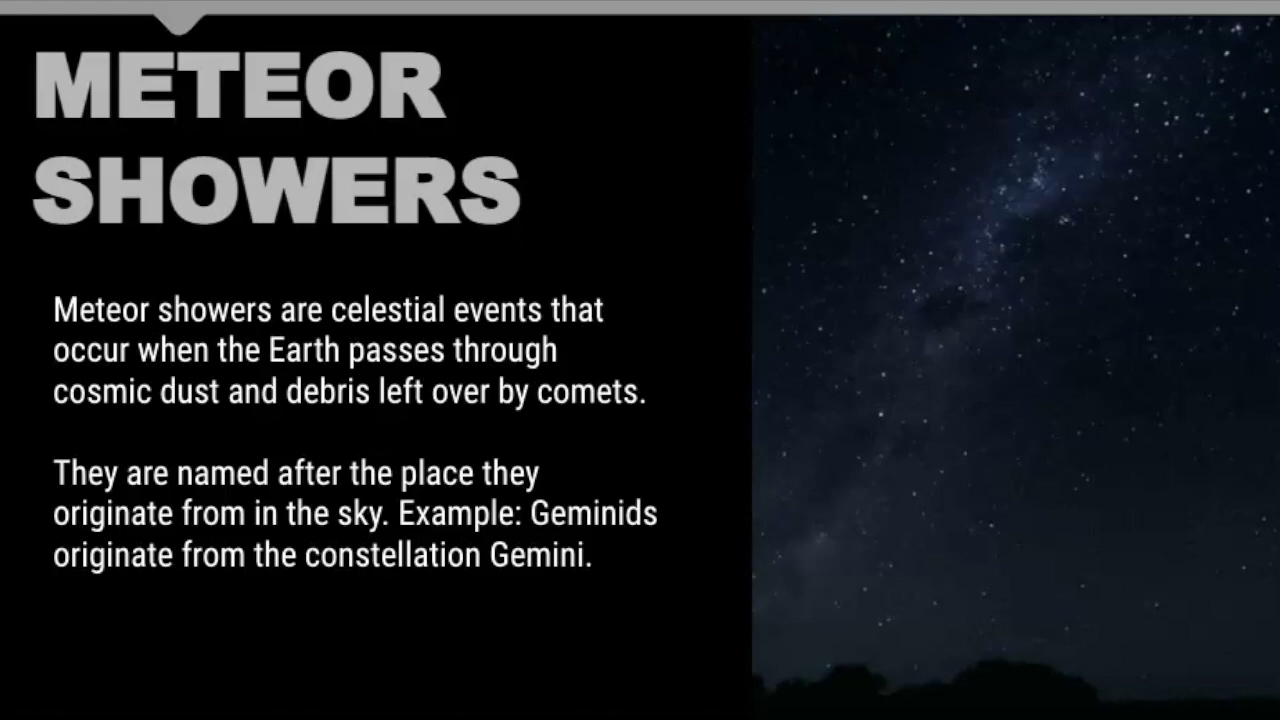 METEOR
SHOWERS
Meteor showers are celestial events that
occur when the Earth passes through
cosmic dust and debris left over by comets.
They are named after the place they
originate from in the sky. Example: Geminids
originate from the constellation Gemini.